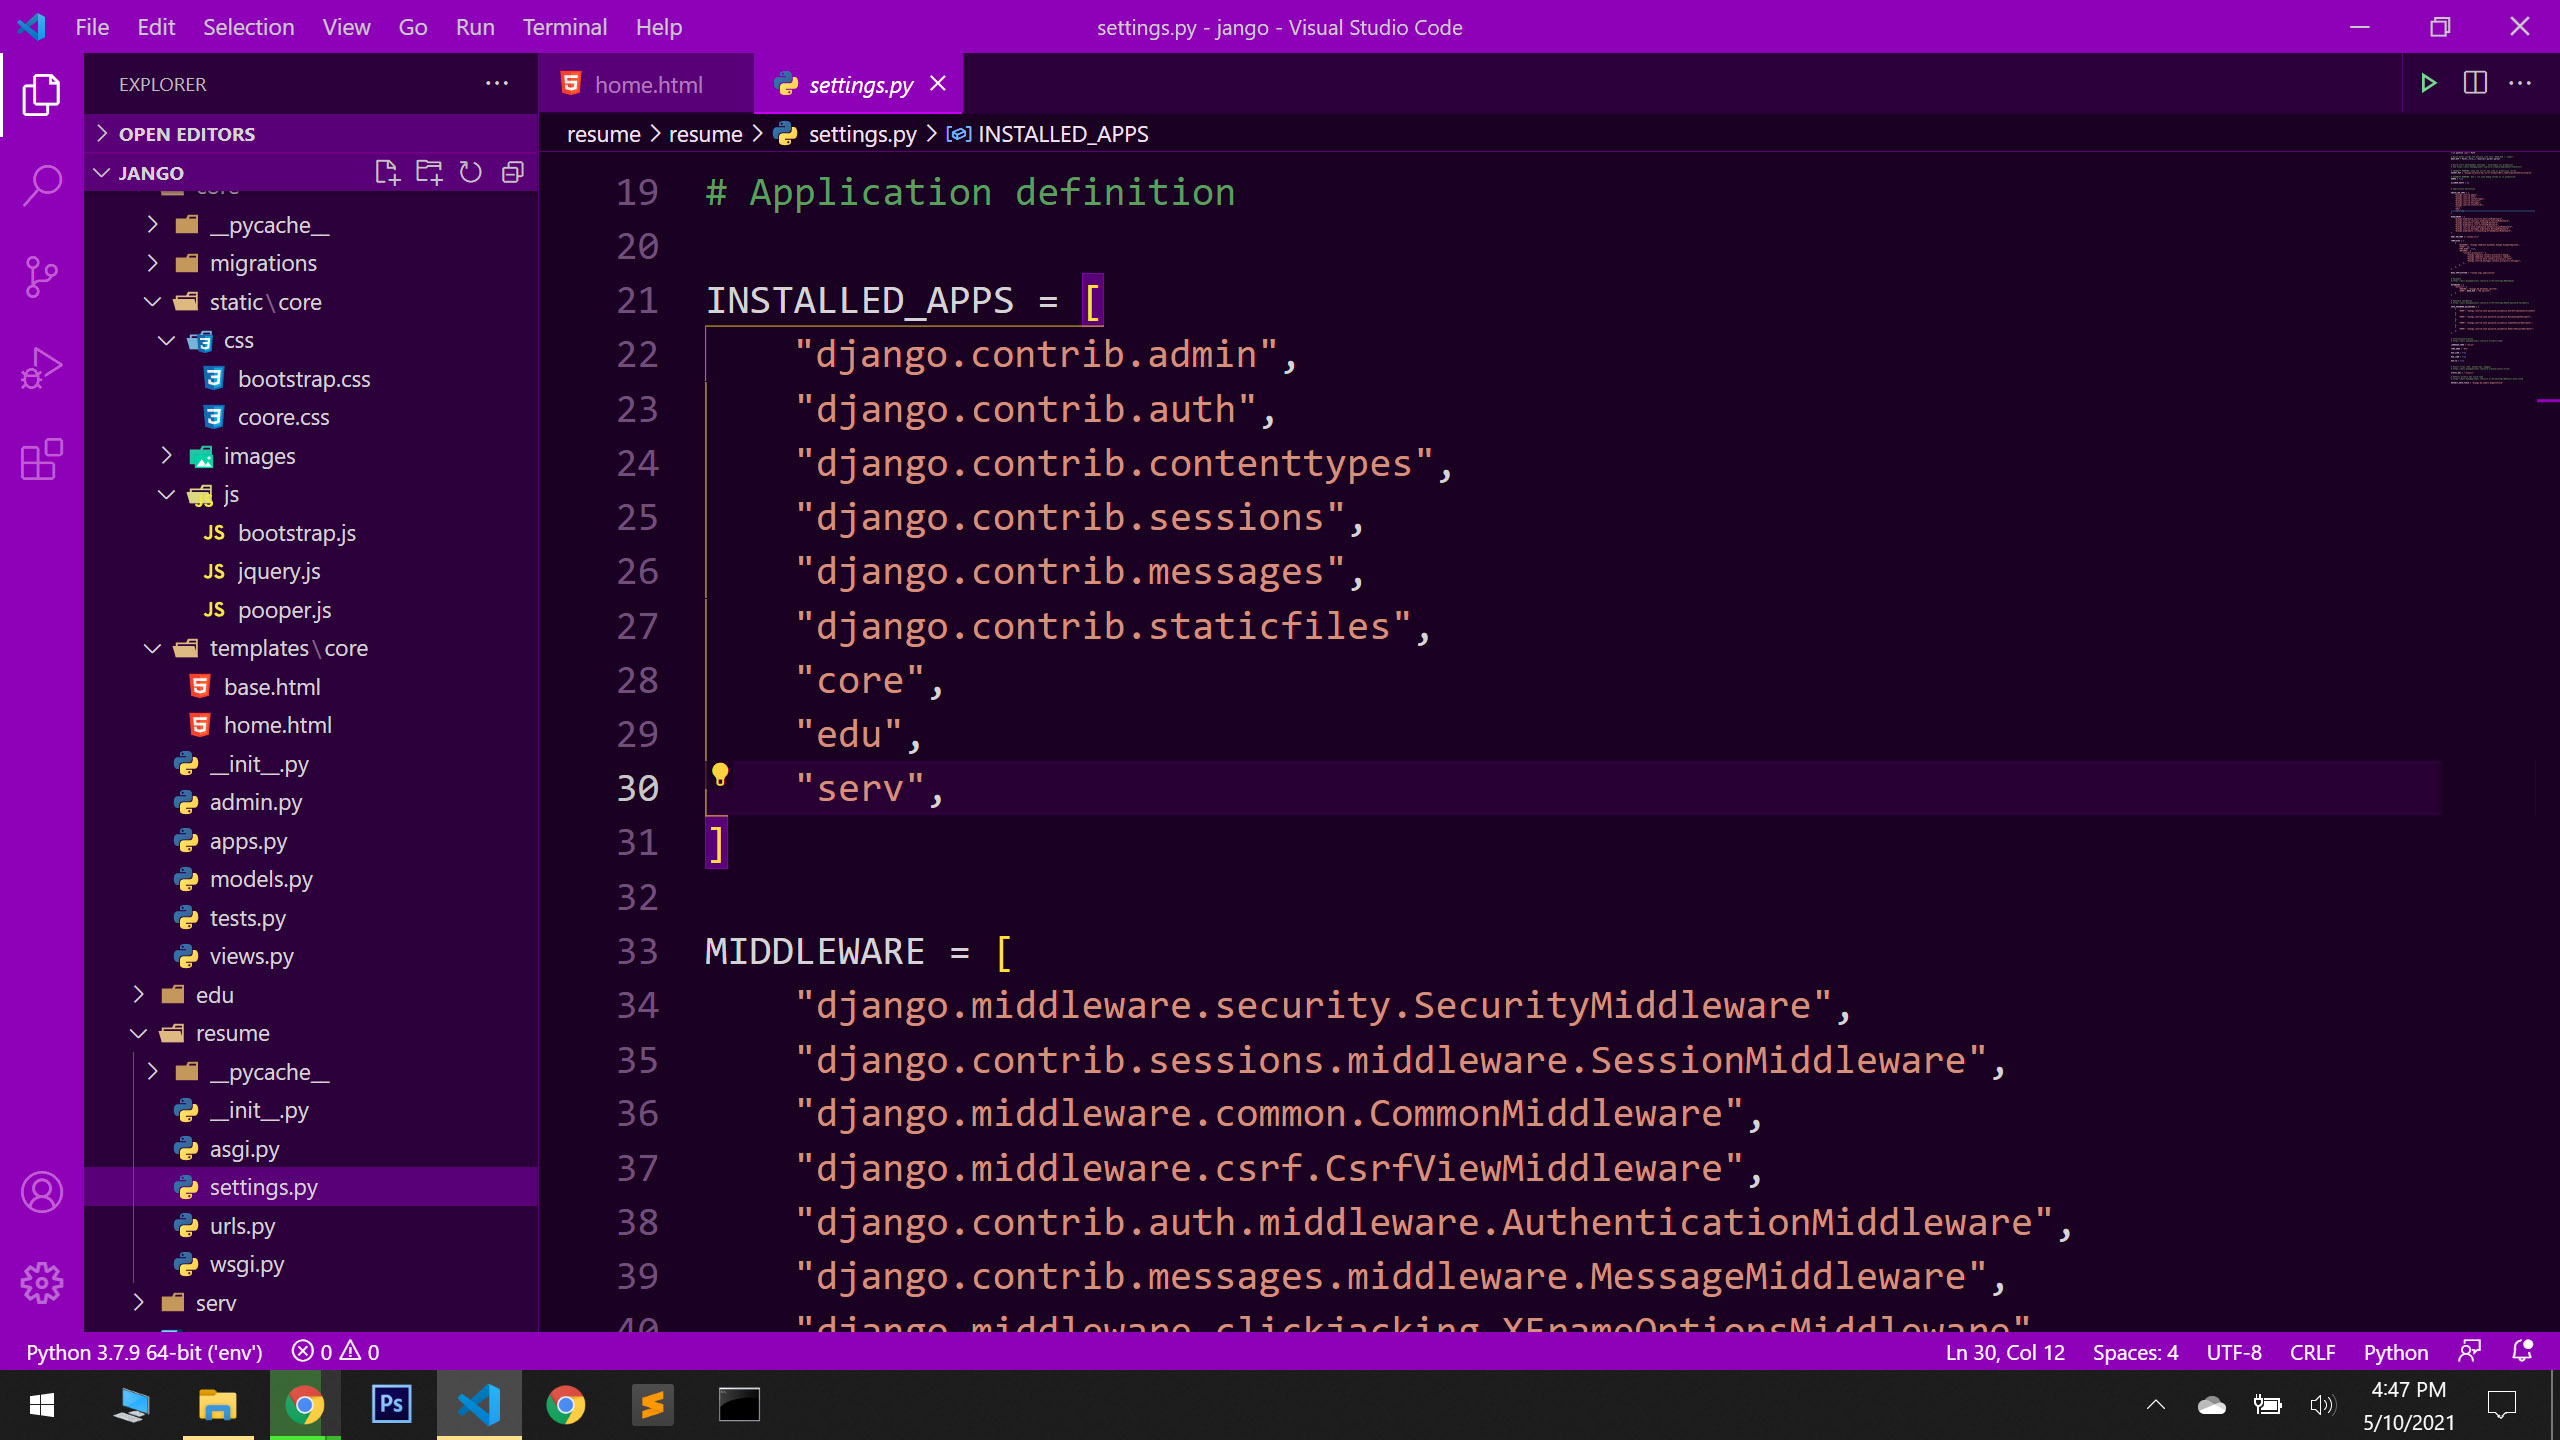 File Edit Selection View Go Run Terminal Help
settings.py - jango - Visual Studio Code
EXPLORER
OPEN EDITORS
JANGO
__pycache__
migrations
static\core
css
bootstrap.css
coore.css
images
js
bootstrap.js
jquery.js
pooper.js
templates\core
base.html
home.html
__init__.py
admin.py
apps.py
models.py
tests.py
views.py
edu
resume
__pycache__
__init__.py
asgi.py
settings.py
urls.py
wsgi.py
serv
home.html settings.py
resume > resume > settings.py > INSTALLED_APPS
19 # Application definition
20
21 INSTALLED_APPS = [
22 "django.contrib.admin",
23 "django.contrib.auth",
24 "django.contrib.contenttypes",
25 "django.contrib.sessions",
26 "django.contrib.messages",
27 "django.contrib.staticfiles",
28 "core",
29 "edu",
30 "serv",
31 ]
32
33 MIDDLEWARE = [
34 "django.middleware.security.SecurityMiddleware",
35 "django.contrib.sessions.middleware.SessionMiddleware",
36 "django.middleware.common.CommonMiddleware",
37 "django.middleware.csrf.CsrfViewMiddleware",
38 "django.contrib.auth.middleware.AuthenticationMiddleware",
39 "django.contrib.messages.middleware.MessageMiddleware",
40 "django.middleware.clickjacking.XFrameOptionsMiddleware"
Python 3.7.9 64-bit ('env') 0 0
Ln 30, Col 12 Spaces: 4 UTF-8 CRLF Python
Ps
4:47 PM
5/10/2021